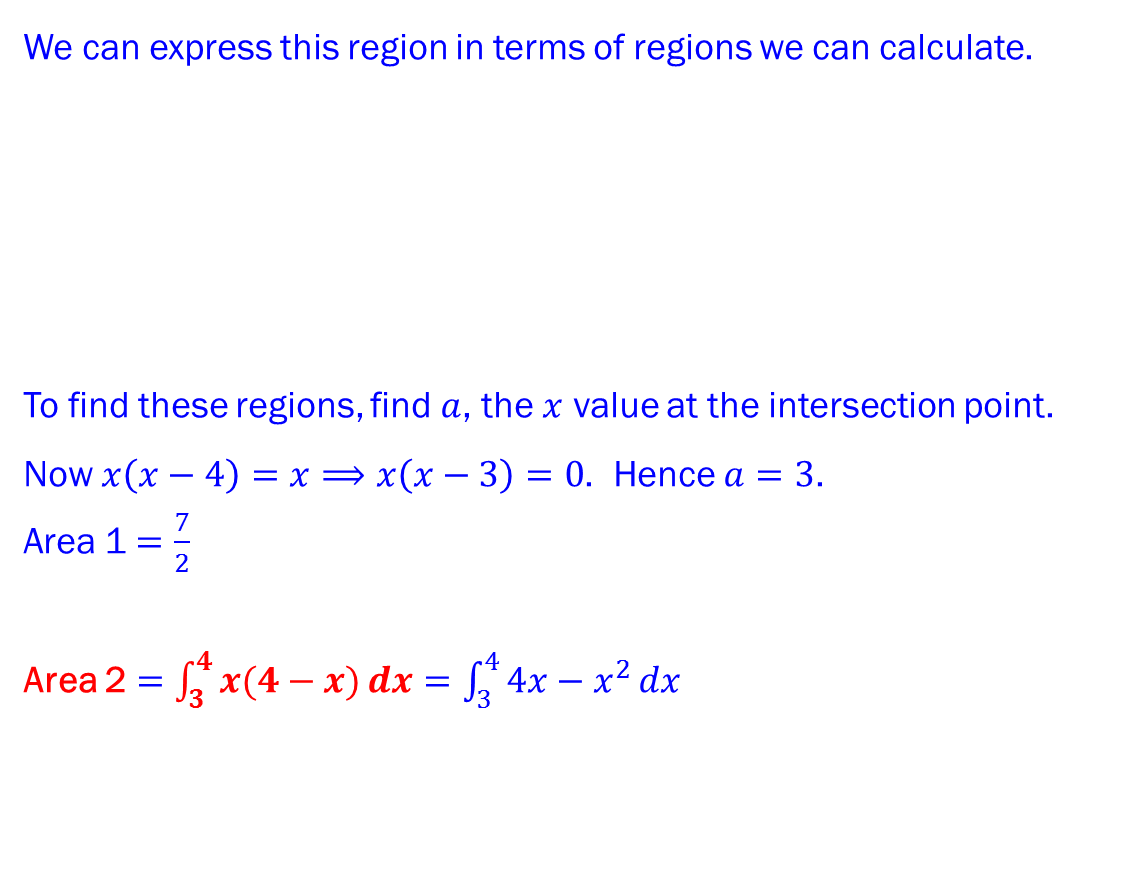 We can express this region in terms of regions we can calculate.
To find these regions, find a, the x value at the intersection point.
Now x(x − 4) = x ⟹ x(x − 3) = 0. Hence a = 3.
Area 1 = 7/2
Area 2 = ∫₃⁴ x(4 − x) dx = ∫₃⁴ 4x − x² dx